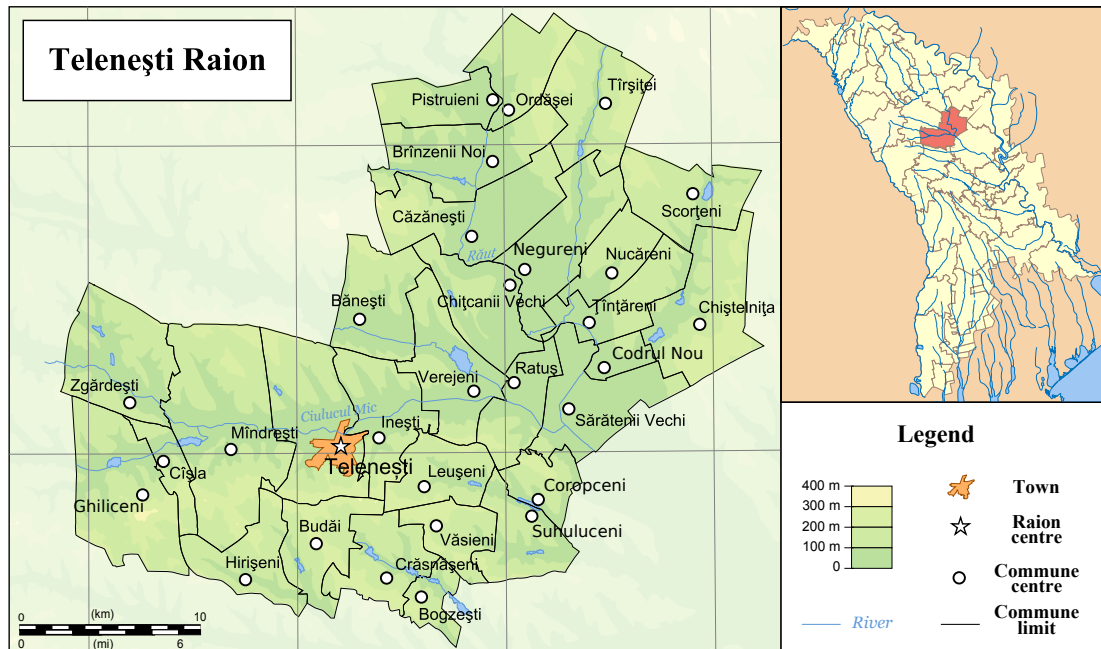 Teleneşti Raion
Pistruieni
Ordăşei
Tîrşiţei
Brînzenii Noi
Scorţeni
Căzăneşti
Răut
Negureni
Nucăreni
Băneşti
Chiţcanii Vechi
Ţînţăreni
Chiştelniţa
Codrul Nou
Zgărdeşti
Verejeni
Ratuş
Ciulucul Mic
Sărătenii Vechi
Mîndreşti
Ineşti
Cîşla
Teleneşti
Leuşeni
Ghiliceni
Coropceni
Suhuluceni
Budăi
Văsieni
Hirişeni
Crăsnăşeni
Bogzeşti
0 (km) 10
0 (mi) 6
Legend
400 m
300 m
200 m
100 m
0
Town
Raion
centre
Commune
centre
River
Commune
limit